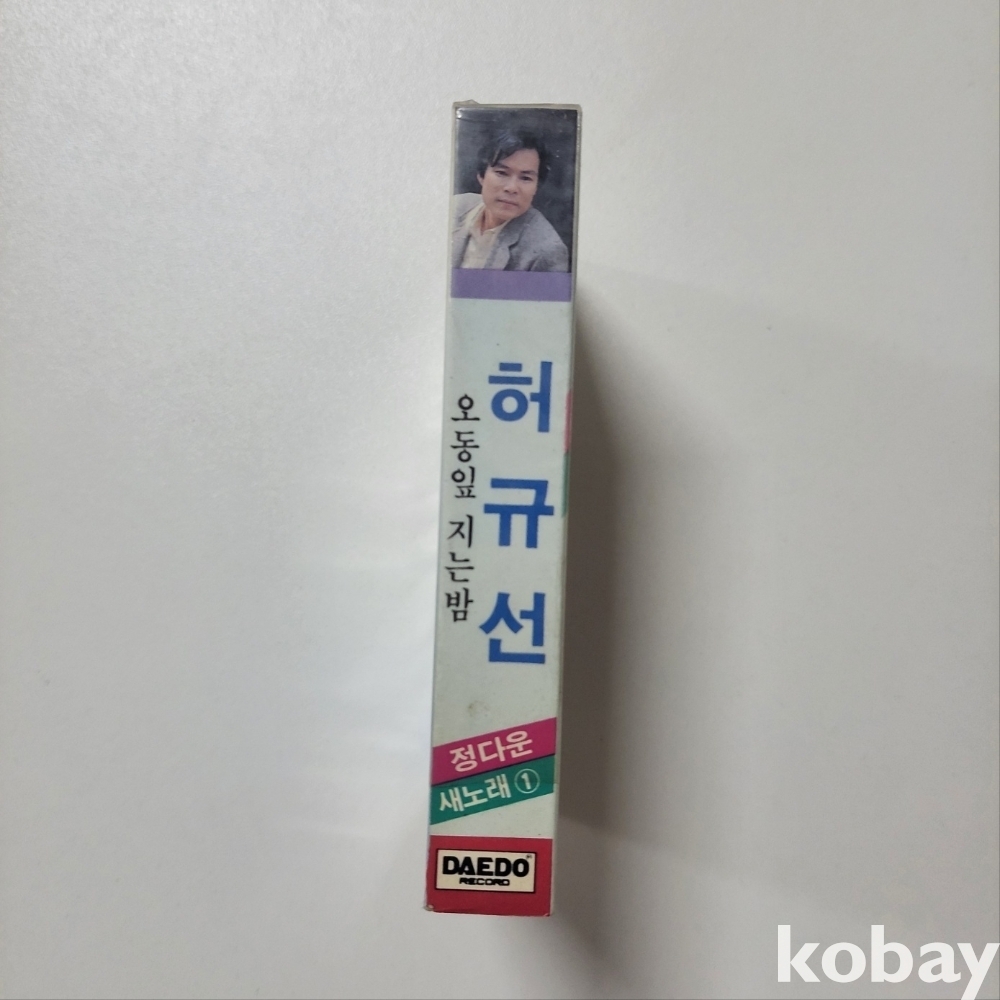 허규선
오동잎 지는밤
정다운
새노래 ①
DAEDO
RECORD
kobay